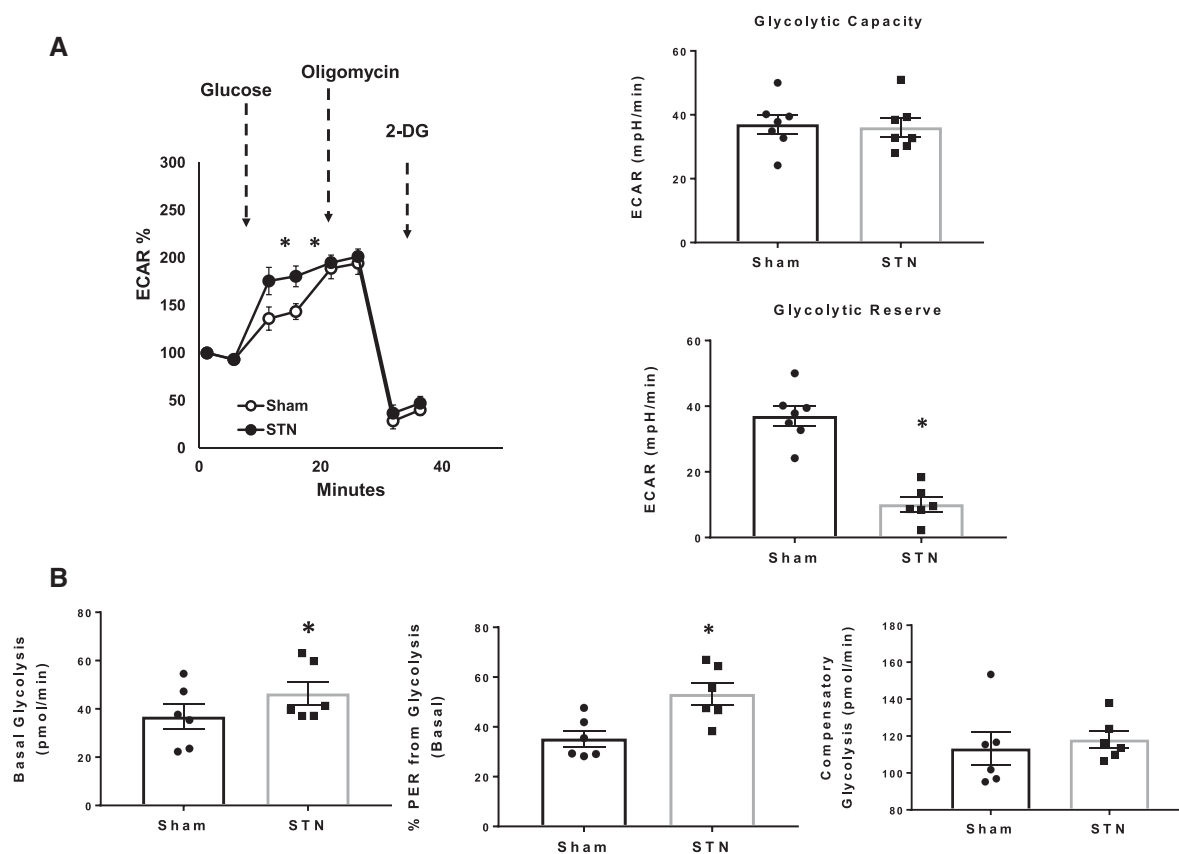 A
Glucose
Oligomycin
2-DG
ECAR %
300
250
200
150
100
50
0
* *
Sham
STN
0 20 40
Minutes
Glycolytic Capacity
ECAR (mpH/min)
60
40
20
0
Sham STN
Glycolytic Reserve
ECAR (mpH/min)
60
40
20
0
*
Sham STN
B
Basal Glycolysis
(pmol/min)
80
60
40
20
0
*
Sham STN
% PER from Glycolysis
(Basal)
80
60
40
20
0
*
Sham STN
Compensatory
Glycolysis (pmol/min)
180
160
140
120
100
80
Sham STN